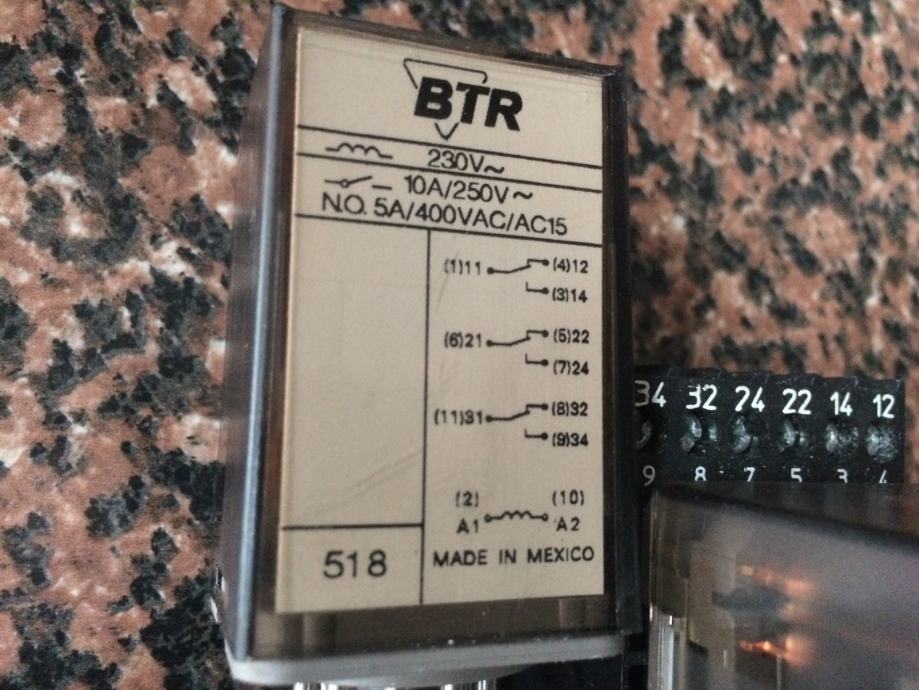 BTR
230V~
10A/250V~
N.O. 5A/400VAC/AC15
(1)11 (4)12
(3)14
(6)21 (5)22
(7)24
(11)31 (8)32
(9)34
(2) (10)
A1 A2
518 MADE IN MEXICO
34 32 24 22 14 12
9 8 7 5 3 4